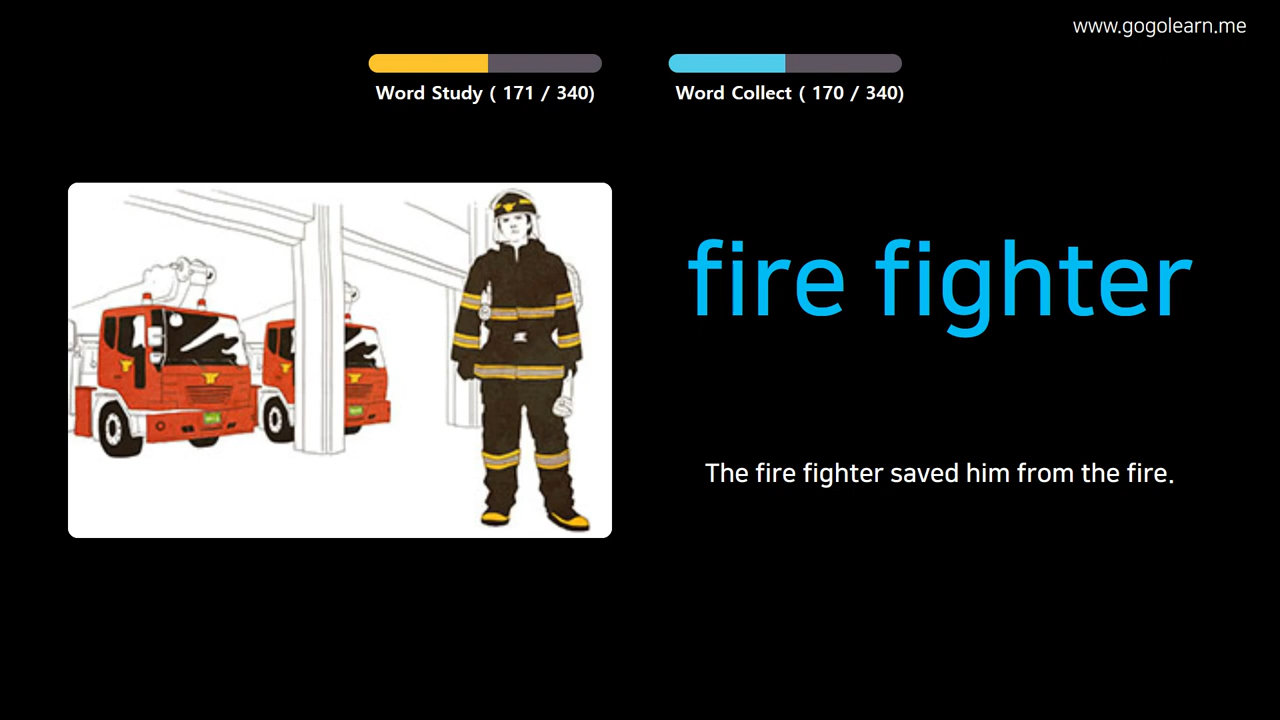 www.gogolearn.me
Word Study ( 171 / 340)
Word Collect ( 170 / 340)
fire fighter
The fire fighter saved him from the fire.